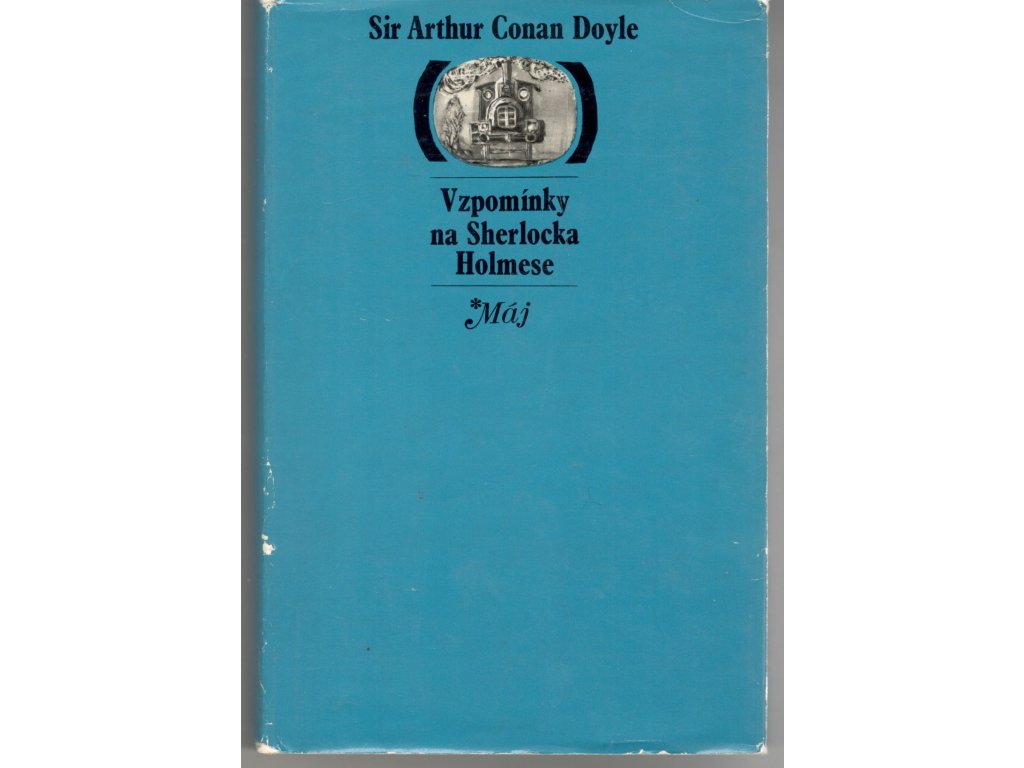 Sir Arthur Conan Doyle
Vzpomínky
na Sherlocka
Holmese
*Máj